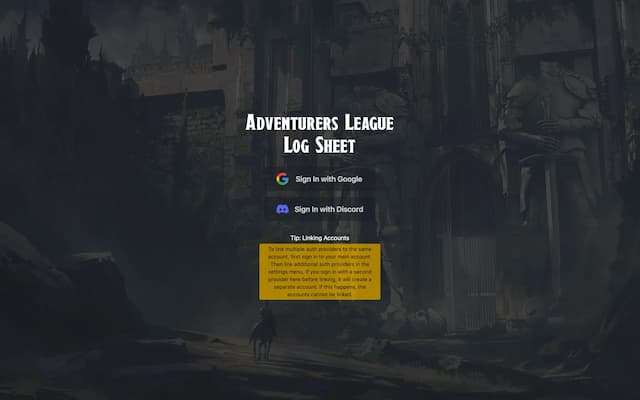 Adventurers League
Log Sheet
Sign In with Google
Sign In with Discord
Tip: Linking Accounts
To link multiple auth providers to the same
account, first sign in to your main account.
Then link additional auth providers in the
settings menu. If you sign in with a second
provider here before linking, it will create a
separate account. If this happens, the
accounts cannot be linked.